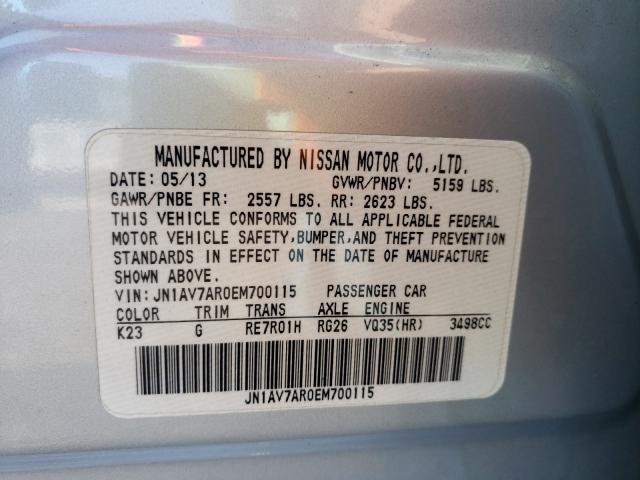 MANUFACTURED BY NISSAN MOTOR CO.,LTD.
DATE: 05/13 GVWR/PNBV: 5159 LBS.
GAWR/PNBE FR: 2557 LBS. RR: 2623 LBS.
THIS VEHICLE CONFORMS TO ALL APPLICABLE FEDERAL
MOTOR VEHICLE SAFETY,BUMPER,AND THEFT PREVENTION
STANDARDS IN EFFECT ON THE DATE OF MANUFACTURE
SHOWN ABOVE.
VIN: JN1AV7AR0EM700115 PASSENGER CAR
COLOR TRIM TRANS AXLE ENGINE
K23 G RE7R01H RG26 VQ35(HR) 3498CC
JN1AV7AR0EM700115